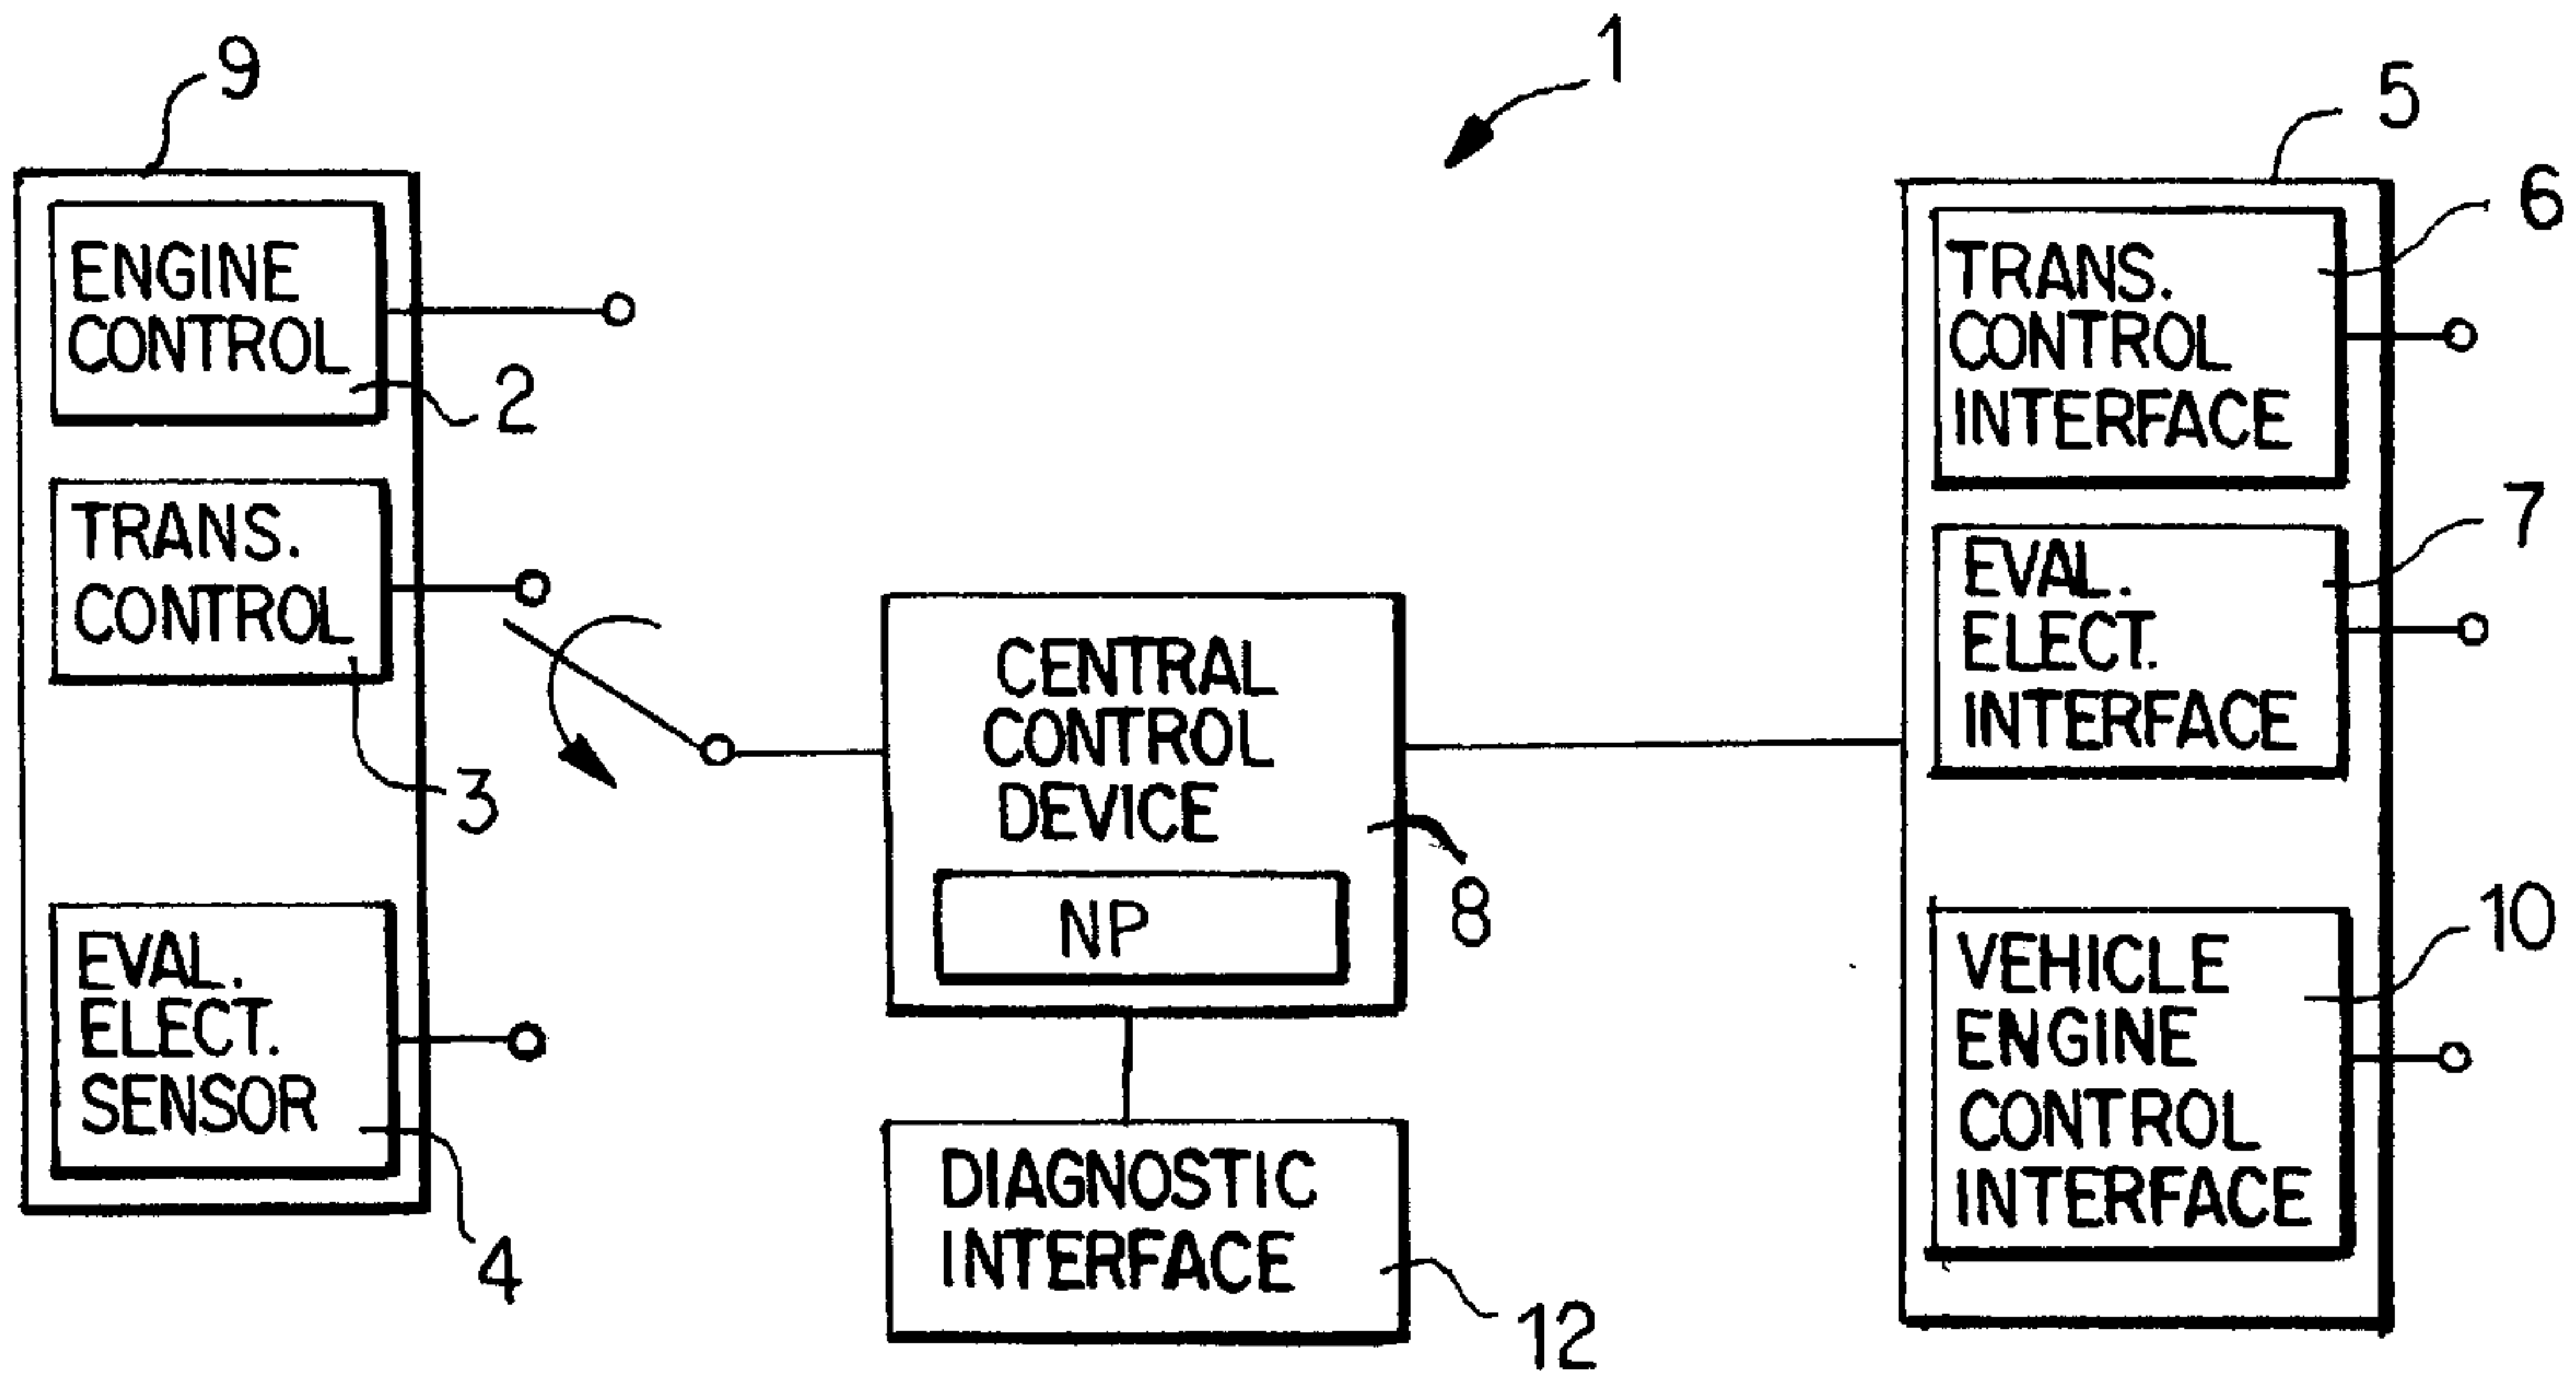 1
9
ENGINE
CONTROL
2
TRANS.
CONTROL
3
EVAL.
ELECT.
SENSOR
4
CENTRAL
CONTROL
DEVICE
NP
8
DIAGNOSTIC
INTERFACE
12
5
TRANS.
CONTROL
INTERFACE
6
EVAL.
ELECT.
INTERFACE
7
VEHICLE
ENGINE
CONTROL
INTERFACE
10